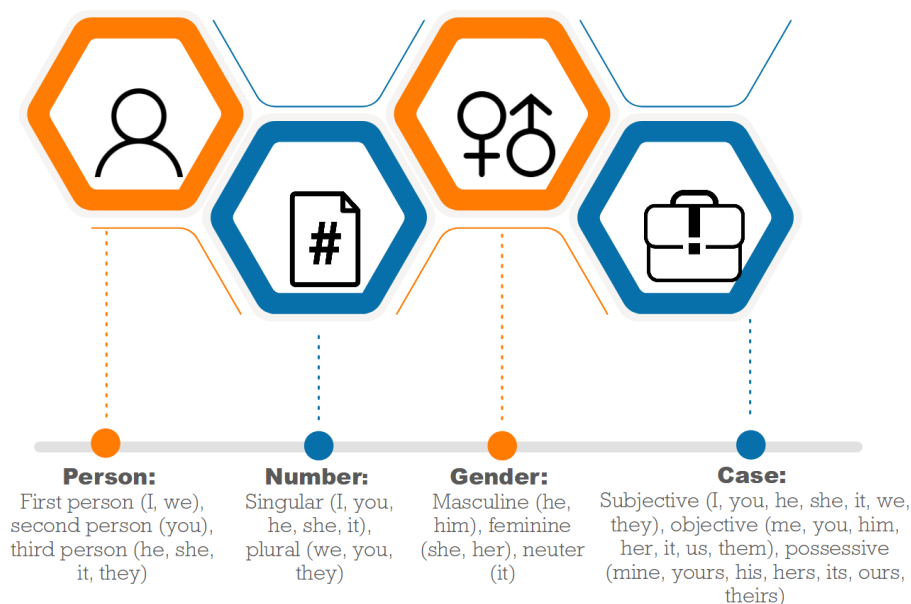 #
Person:
First person (I, we),
second person (you),
third person (he, she,
it, they)
Number:
Singular (I, you,
he, she, it),
plural (we, you,
they)
Gender:
Masculine (he,
him), feminine
(she, her), neuter
(it)
Case:
Subjective (I, you, he, she, it, we,
they), objective (me, you, him,
her, it, us, them), possessive
(mine, yours, his, hers, its, ours,
theirs)